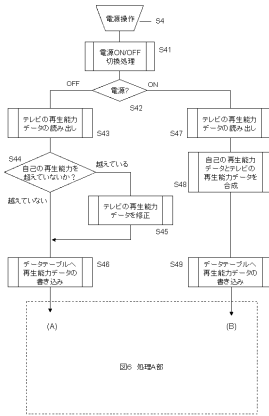 電源操作
S4
電源ON/OFF
切換処理
S41
OFF
電源?
ON
S42
テレビの再生能力
データの読み出し
S43
テレビの再生能力
データの読み出し
S47
S44
自己の再生能力を
越えていないか?
越えている
越えていない
自己の再生能力
データとテレビの
再生能力データを
合成
S48
テレビの再生能力
データを修正
S45
データテーブルへ
再生能力データの
書き込み
S46
データテーブルへ
再生能力データの
書き込み
S49
(A)
(B)
図6 処理A部